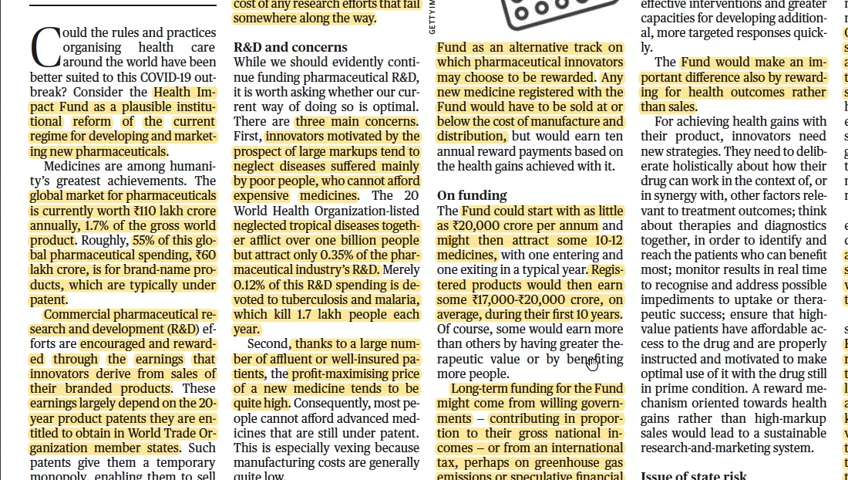 Could the rules and practices
organising health care
around the world have been
better suited to this COVID-19 out-
break? Consider the Health Im-
pact Fund as a plausible institu-
tional reform of the current
regime for developing and market-
ing new pharmaceuticals.
Medicines are among humani-
ty's greatest achievements. The
global market for pharmaceuticals
is currently worth ₹110 lakh crore
annually, 1.7% of the gross world
product. Roughly, 55% of this glo-
bal pharmaceutical spending, ₹60
lakh crore, is for brand-name pro-
ducts, which are typically under
patent.
Commercial pharmaceutical re-
search and development (R&D) ef-
forts are encouraged and reward-
ed through the earnings that
innovators derive from sales of
their branded products. These
earnings largely depend on the 20-
year product patents they are en-
titled to obtain in World Trade Or-
ganization member states. Such
patents give them a temporary
monopoly, enabling them to sell
cost of any research efforts that fail
somewhere along the way.
R&D and concerns
While we should evidently conti-
nue funding pharmaceutical R&D,
it is worth asking whether our cur-
rent way of doing so is optimal.
There are three main concerns.
First, innovators motivated by the
prospect of large markups tend to
neglect diseases suffered mainly
by poor people, who cannot afford
expensive medicines. The 20
World Health Organization-listed
neglected tropical diseases togeth-
er afflict over one billion people
but attract only 0.35% of the phar-
maceutical industry's R&D. Merely
0.12% of this R&D spending is de-
voted to tuberculosis and malaria,
which kill 1.7 lakh people each
year.
Second, thanks to a large num-
ber of affluent or well-insured pa-
tients, the profit-maximising price
of a new medicine tends to be
quite high. Consequently, most pe-
ople cannot afford advanced med-
icines that are still under patent.
This is especially vexing because
manufacturing costs are generally
quite low.
Fund as an alternative track on
which pharmaceutical innovators
may choose to be rewarded. Any
new medicine registered with the
Fund would have to be sold at or
below the cost of manufacture and
distribution, but would earn ten
annual reward payments based on
the health gains achieved with it.
On funding
The Fund could start with as little
as ₹20,000 crore per annum and
might then attract some 10-12
medicines, with one entering and
one exiting in a typical year. Regis-
tered products would then earn
some ₹17,000-₹20,000 crore, on
average, during their first 10 years.
Of course, some would earn more
than others by having greater the-
rapeutic value or by benefiting
more people.
Long-term funding for the Fund
might come from willing govern-
ments – contributing in propor-
tion to their gross national in-
comes – or from an international
tax, perhaps on greenhouse gas
emissions or speculative financial
effective interventions and greater
capacities for developing addition-
al, more targeted responses quick-
ly.
The Fund would make an im-
portant difference also by reward-
ing for health outcomes rather
than sales.
For achieving health gains with
their product, innovators need
new strategies. They need to delib-
erate holistically about how their
drug can work in the context of, or
in synergy with, other factors rele-
vant to treatment outcomes; think
about therapies and diagnostics
together, in order to identify and
reach the patients who can benefit
most; monitor results in real time
to recognise and address possible
impediments to uptake or thera-
peutic success; ensure that high-
value patients have affordable ac-
cess to the drug and are properly
instructed and motivated to make
optimal use of it with the drug still
in prime condition. A reward me-
chanism oriented towards health
gains rather than high-markup
sales would lead to a sustainable
research-and-marketing system.
Issue of state risk